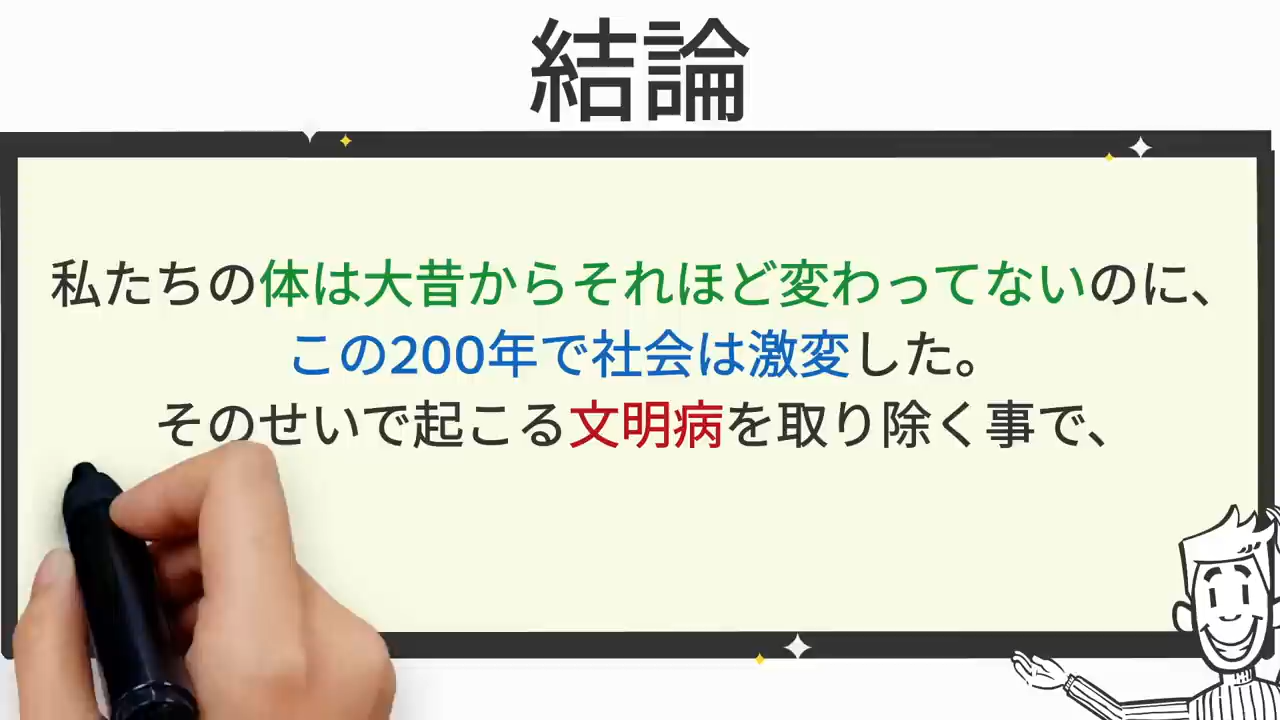 結論
私たちの体は大昔からそれほど変わってないのに、
この200年で社会は激変した。
そのせいで起こる文明病を取り除く事で、